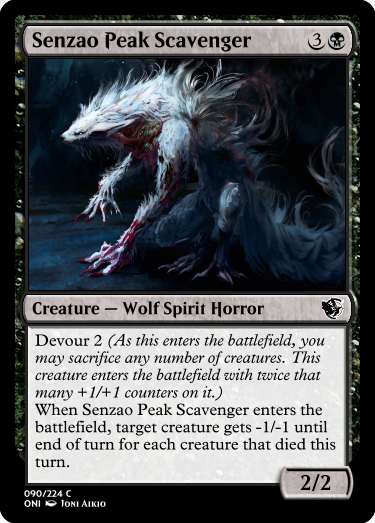 Senzao Peak Scavenger 3
Creature — Wolf Spirit Horror
Devour 2 (As this enters the battlefield, you
may sacrifice any number of creatures. This
creature enters the battlefield with twice that
many +1/+1 counters on it.)
When Senzao Peak Scavenger enters the
battlefield, target creature gets -1/-1 until
end of turn for each creature that died this
turn.
2/2
090/224 C
ONI Joni Aikio